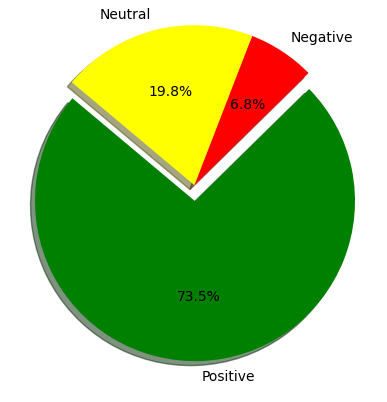 Neutral
Negative
19.8%
6.8%
73.5%
Positive